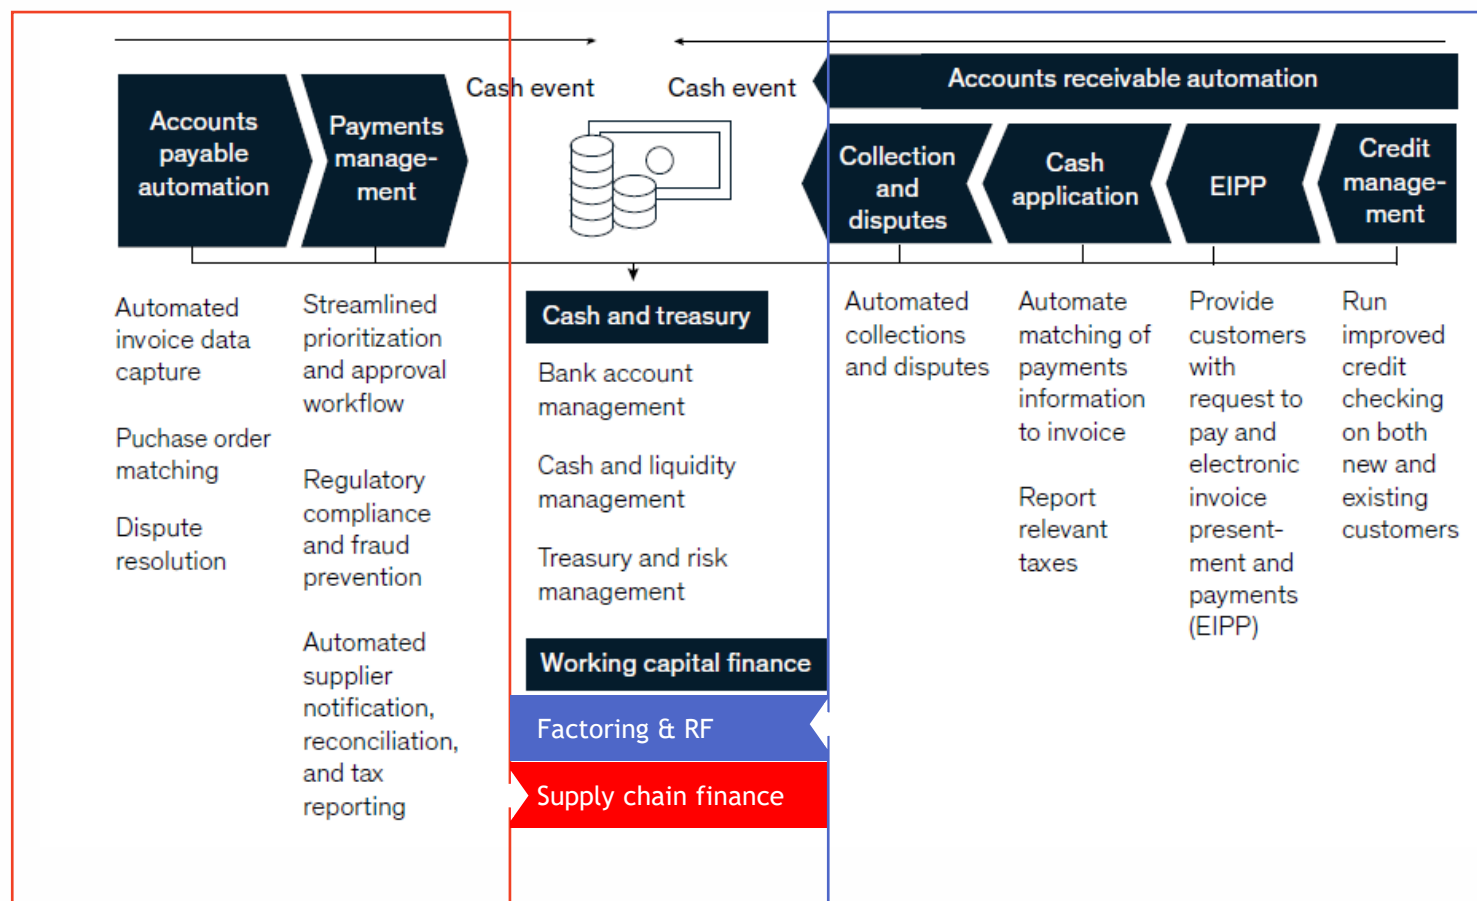 Cash event
Cash event
Accounts receivable automation
Accounts
payable
automation
Payments
manage-
ment
Collection
and
disputes
Cash
application
EIPP
Credit
manage-
ment
Automated
invoice data
capture
Puchase order
matching
Dispute
resolution
Streamlined
prioritization
and approval
workflow
Regulatory
compliance
and fraud
prevention
Automated
supplier
notification,
reconciliation,
and tax
reporting
Cash and treasury
Bank account
management
Cash and liquidity
management
Treasury and risk
management
Working capital finance
Factoring & RF
Supply chain finance
Automated
collections
and disputes
Automate
matching of
payments
information
to invoice
Report
relevant
taxes
Provide
customers
with
request to
pay and
electronic
invoice
present-
ment and
payments
(EIPP)
Run
improved
credit
checking
on both
new and
existing
customers